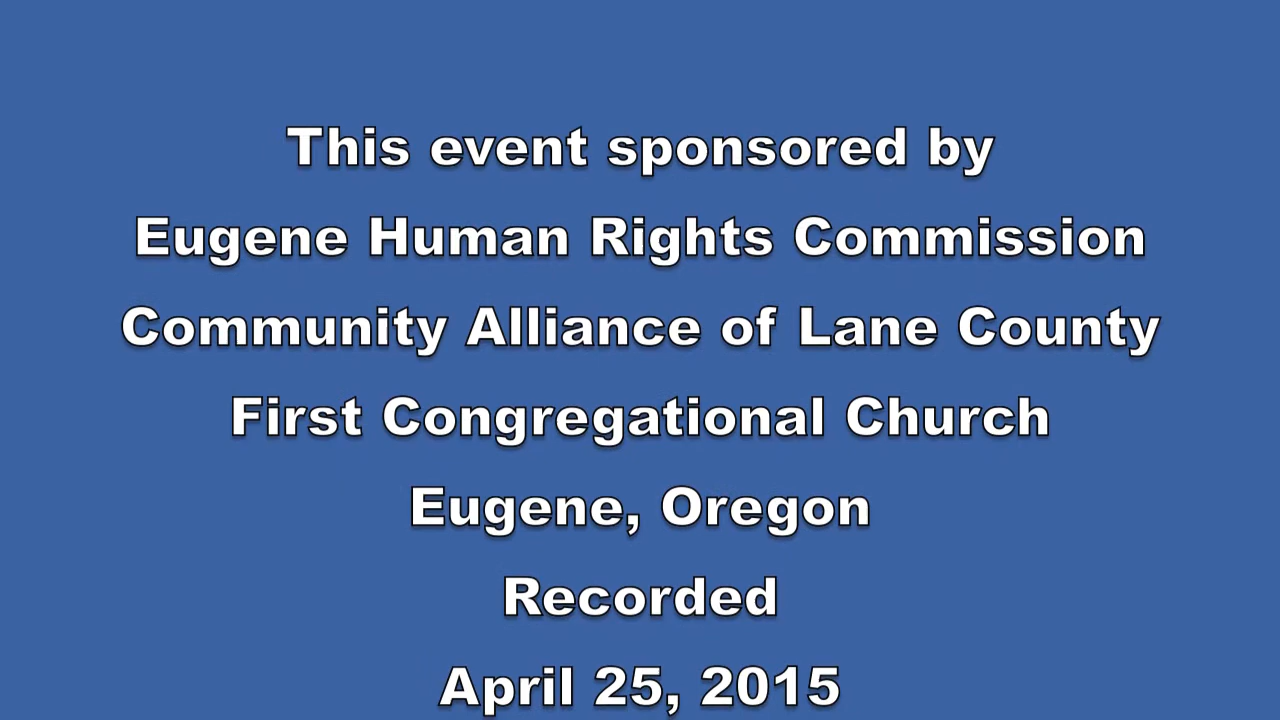 This event sponsored by
Eugene Human Rights Commission
Community Alliance of Lane County
First Congregational Church
Eugene, Oregon
Recorded
April 25, 2015